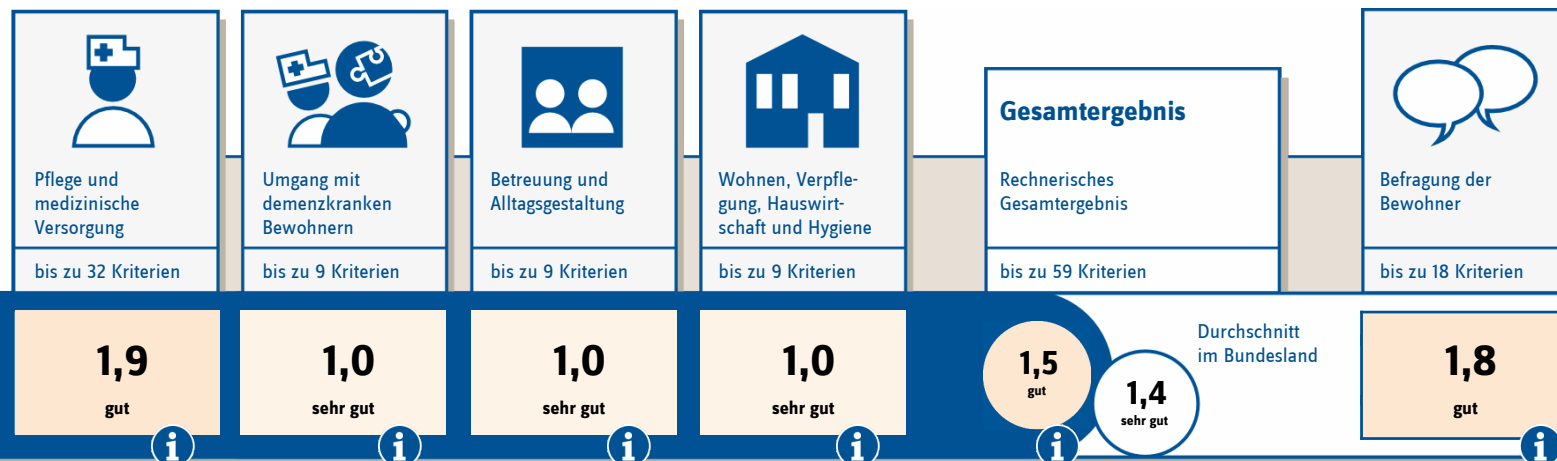 Pflege und
medizinische
Versorgung
bis zu 32 Kriterien
1,9
gut
i
Umgang mit
demenzkranken
Bewohnern
bis zu 9 Kriterien
1,0
sehr gut
i
Betreuung und
Alltagsgestaltung
bis zu 9 Kriterien
1,0
sehr gut
i
Wohnen, Verpfle-
gung, Hauswirt-
schaft und Hygiene
bis zu 9 Kriterien
1,0
sehr gut
i
Gesamtergebnis
Rechnerisches
Gesamtergebnis
bis zu 59 Kriterien
1,5
gut
i
1,4
sehr gut
Durchschnitt
im Bundesland
Befragung der
Bewohner
bis zu 18 Kriterien
1,8
gut
i